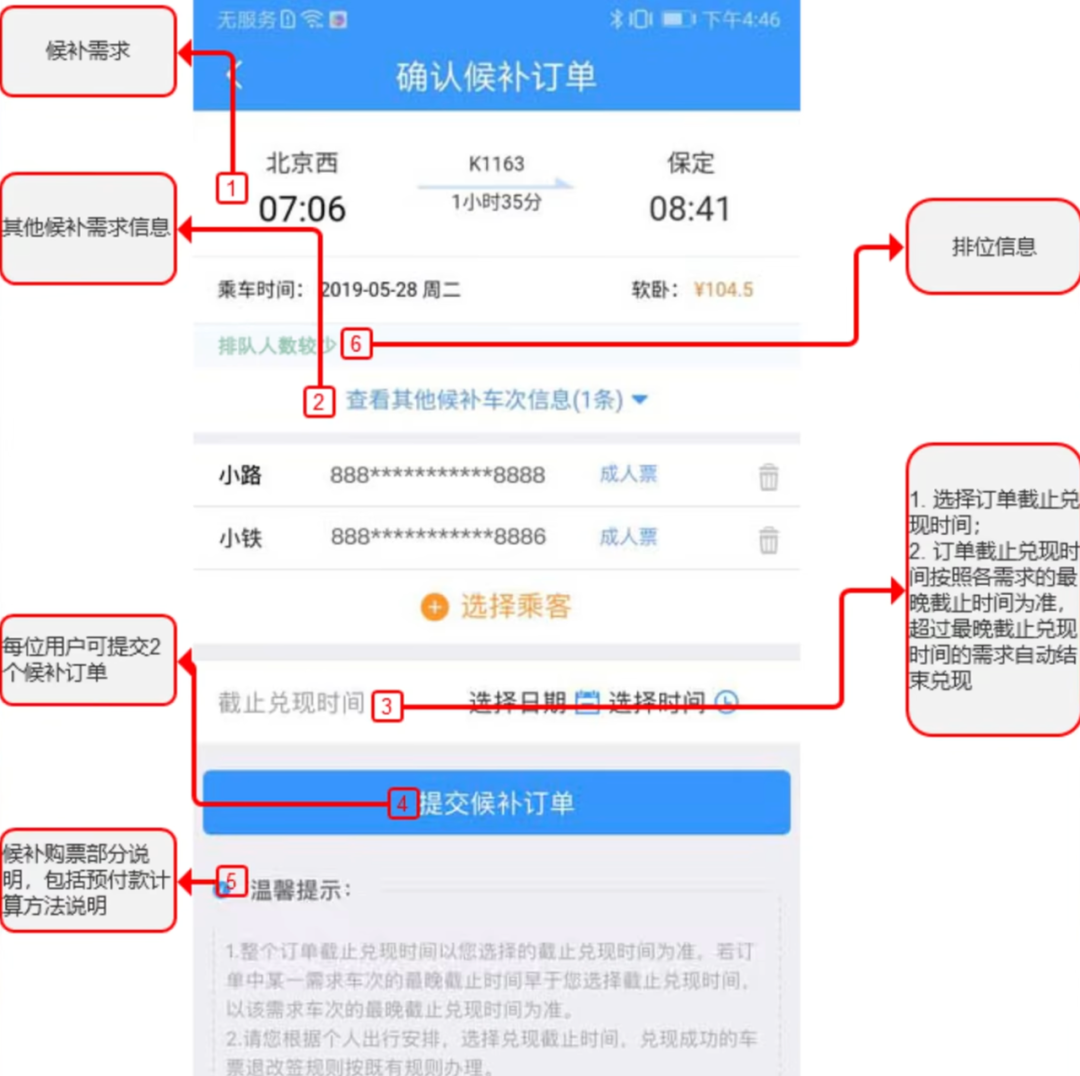 无服务 下午4:46
确认候补订单
候补需求
北京西 K1163 保定
1
07:06 1小时35分 08:41
其他候补需求信息
排位信息
乘车时间： 2019-05-28 周二 软卧： ¥104.5
排队人数较少 6
2 查看其他候补车次信息(1条)
小路 888***********8888 成人票
小铁 888***********8886 成人票
选择乘客
1. 选择订单截止兑
现时间；
2. 订单截止兑现时
间按照各需求的最
晚截止时间为准，
超过最晚截止兑现
时间的需求自动结
束兑现
每位用户可提交2
个候补订单
截止兑现时间 3 选择日期 选择时间
4 提交候补订单
候补购票部分说
明，包括预付款计
算方法说明
5 温馨提示：
1.整个订单截止兑现时间以您选择的截止兑现时间为准。若订
单中某一需求车次的最晚截止时间早于您选择截止兑现时间，
以该需求车次的最晚截止兑现时间为准。
2.请您根据个人出行安排，选择兑现截止时间，兑现成功的车
票退改签规则按既有规则办理。